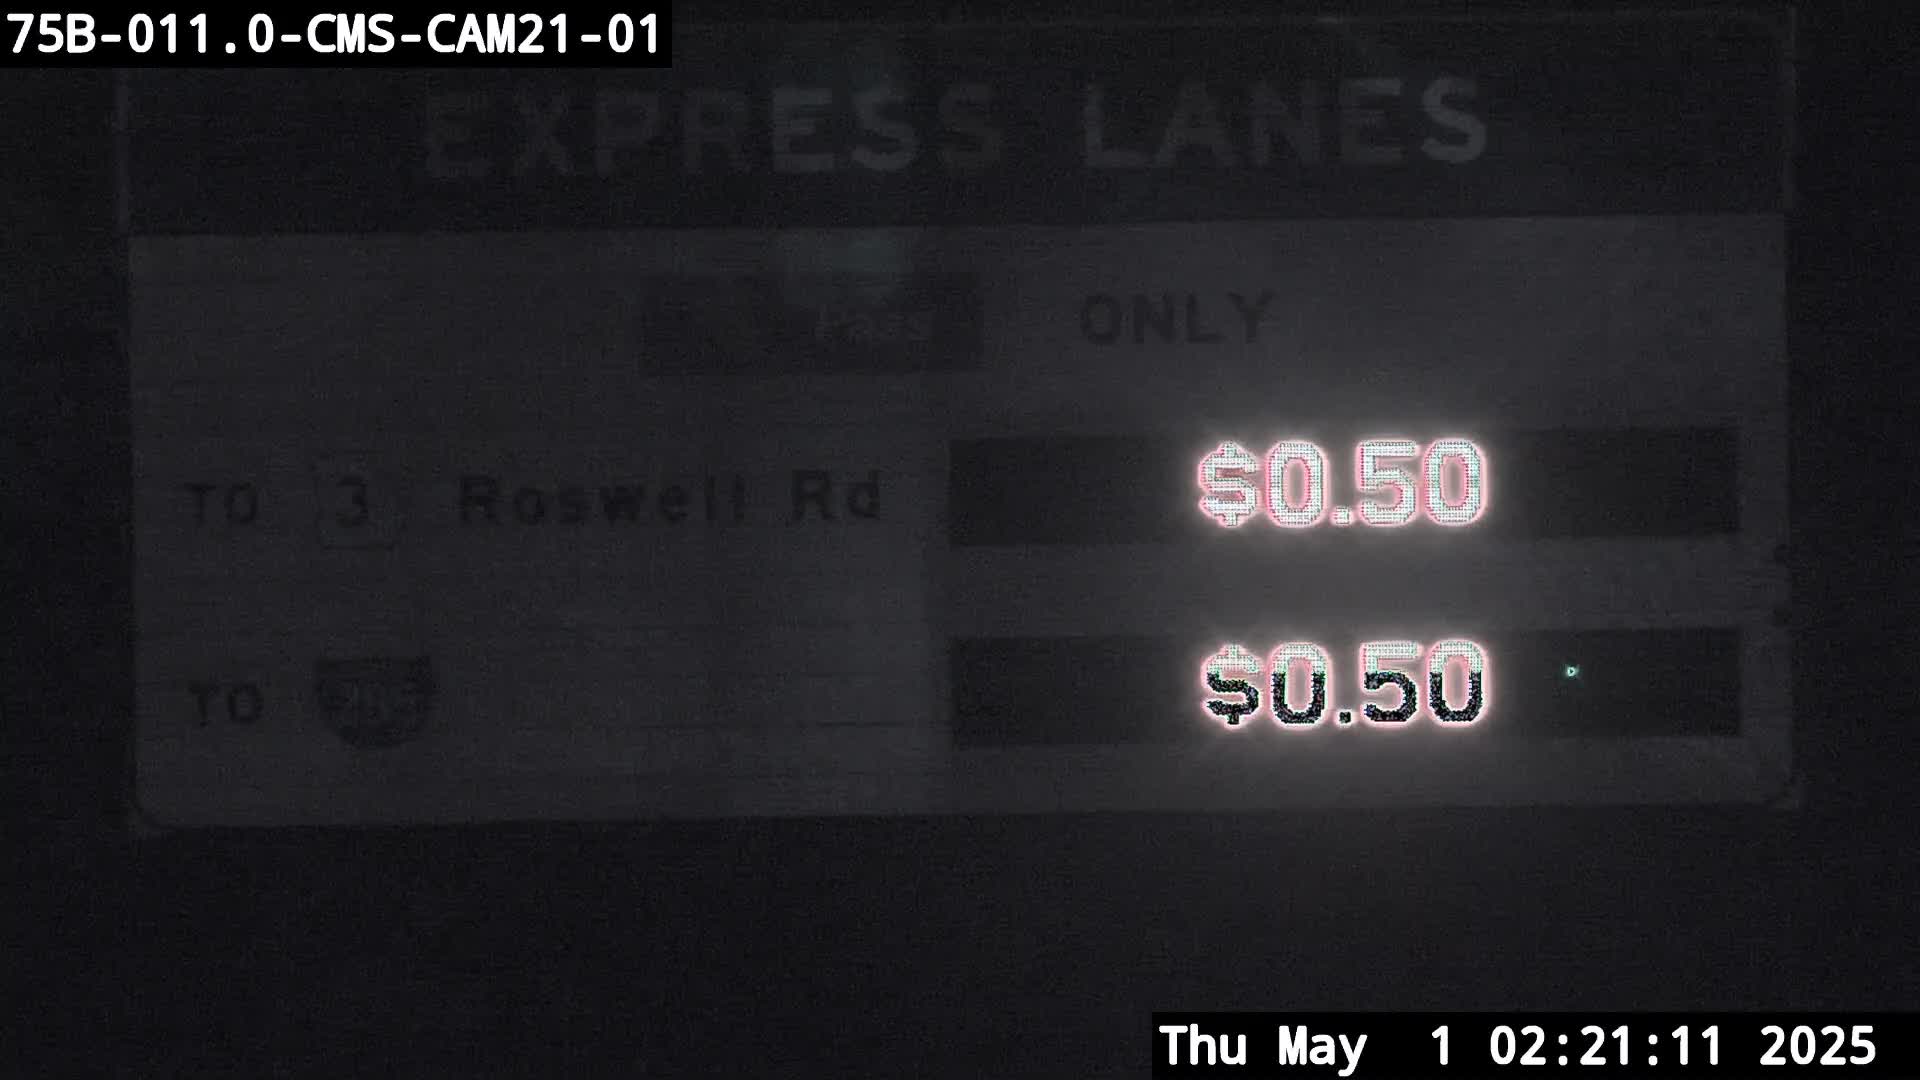 75B-011.0-CMS-CAM21-01
EXPRESS LANES
Pass ONLY
TO 3 Roswell Rd $0.50
TO $0.50
Thu May 1 02:21:11 2025